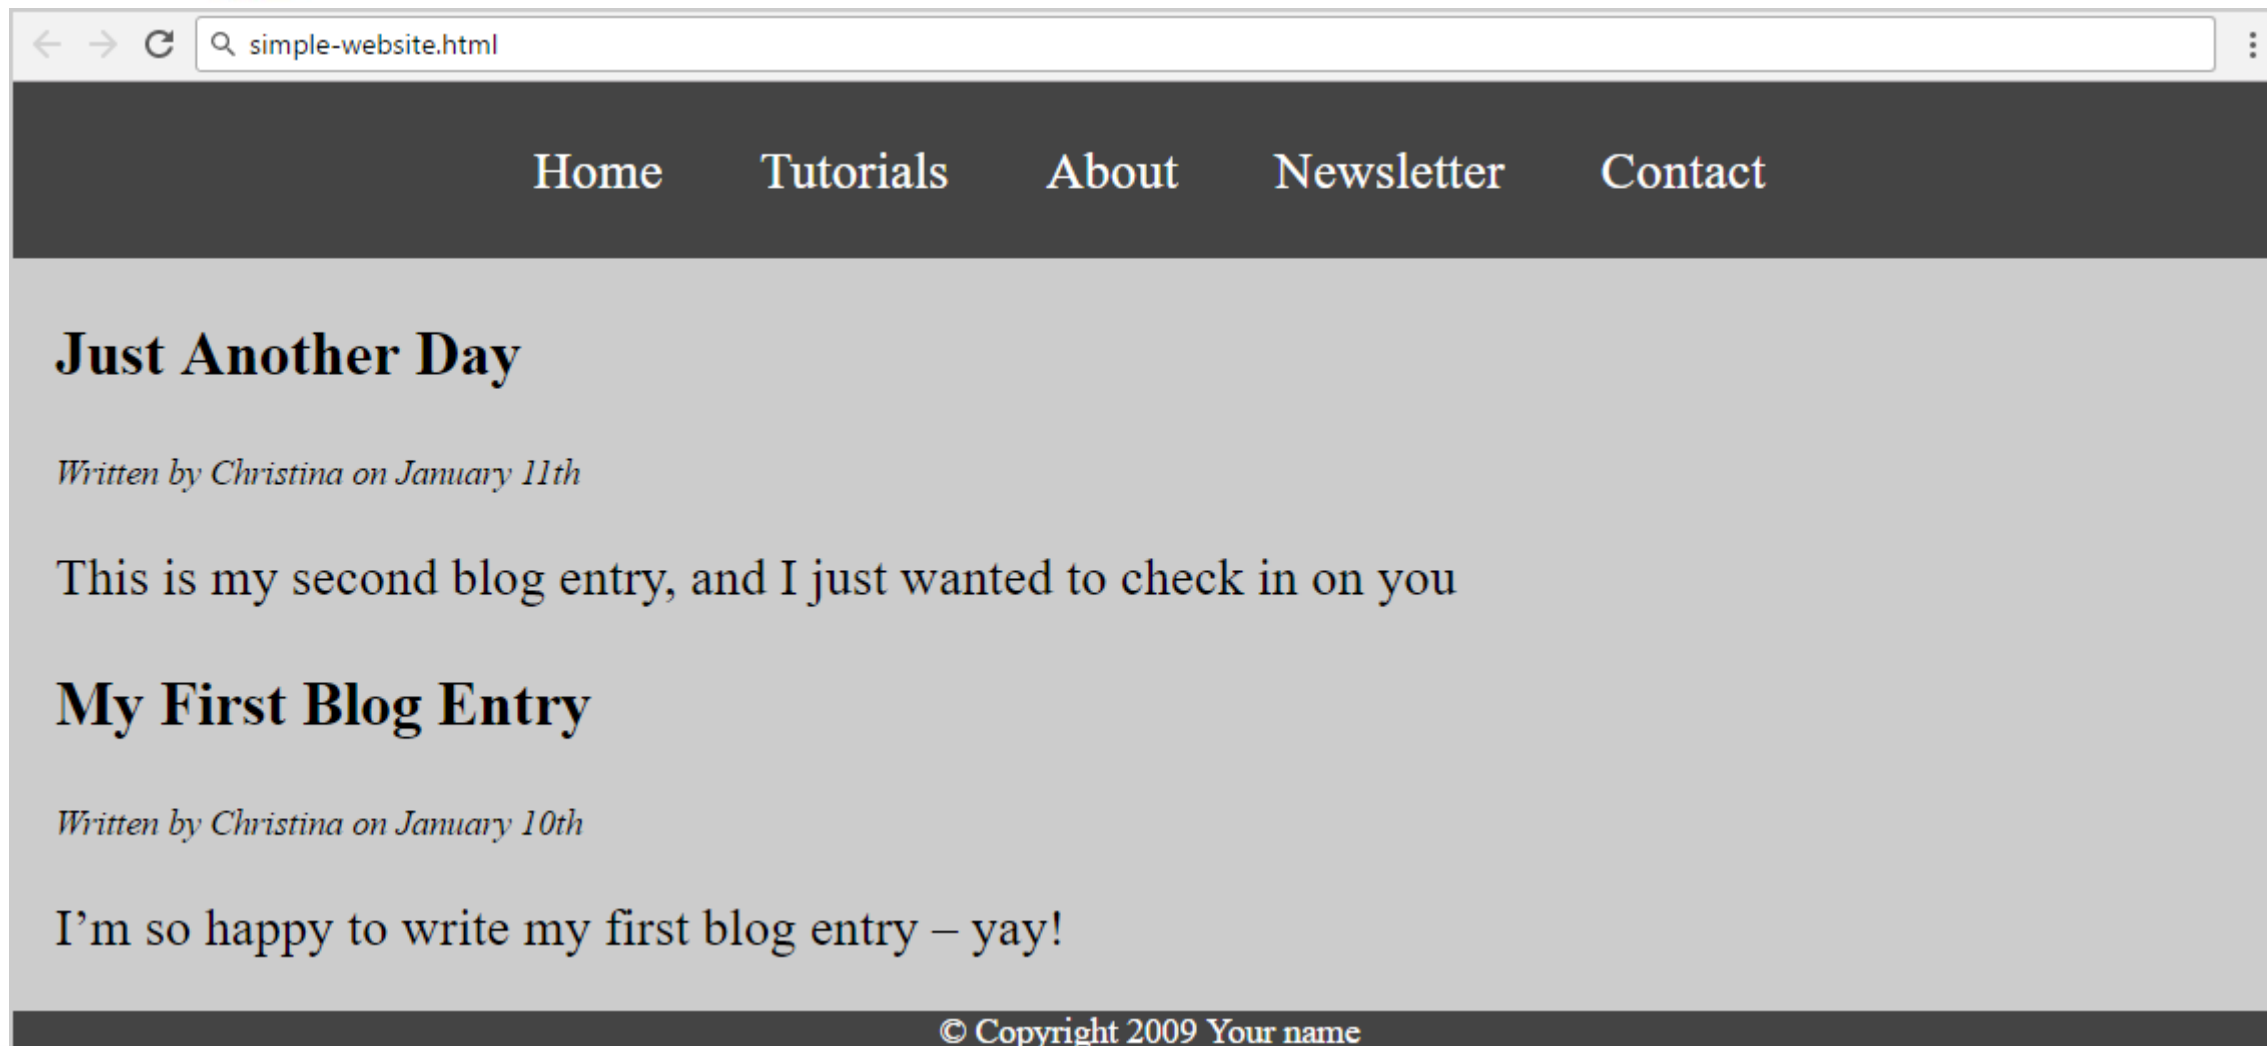 simple-website.html
Home Tutorials About Newsletter Contact
Just Another Day
Written by Christina on January 11th
This is my second blog entry, and I just wanted to check in on you
My First Blog Entry
Written by Christina on January 10th
I’m so happy to write my first blog entry – yay!
© Copyright 2009 Your name